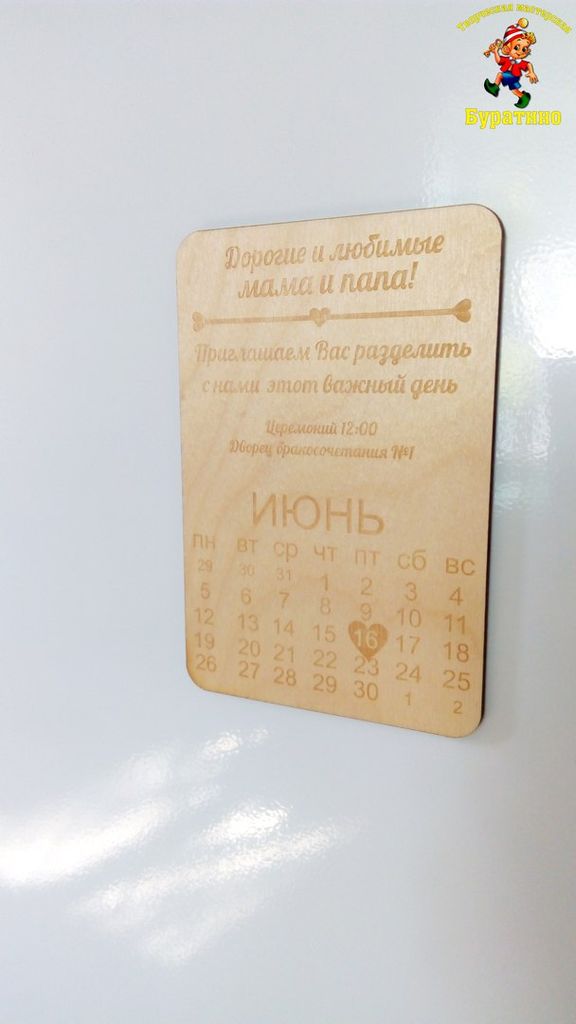 Творческая мастерская
Буратино
Дорогие и любимые
мама и папа!
Приглашаем Вас разделить
с нами этот важный день
Церемоний 12:00
Дворец бракосочетания №1
ИЮНЬ
пн вт ср чт пт сб вс
29 30 31 1 2 3 4
5 6 7 8 9 10 11
12 13 14 15 16 17 18
19 20 21 22 23 24 25
26 27 28 29 30 1 2